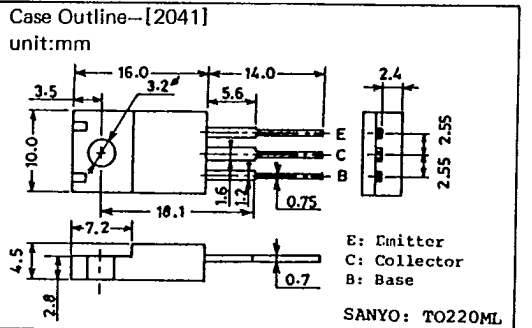 Case Outline—[2041]
unit:mm
16.0
14.0
3.5
3.2ø
5.6
2.4
10.0
E
C
B
2.55
2.55
1.6
1.2
0.75
18.1
7.2
4.5
2.8
0.7
E: Emitter
C: Collector
B: Base
SANYO: TO220ML